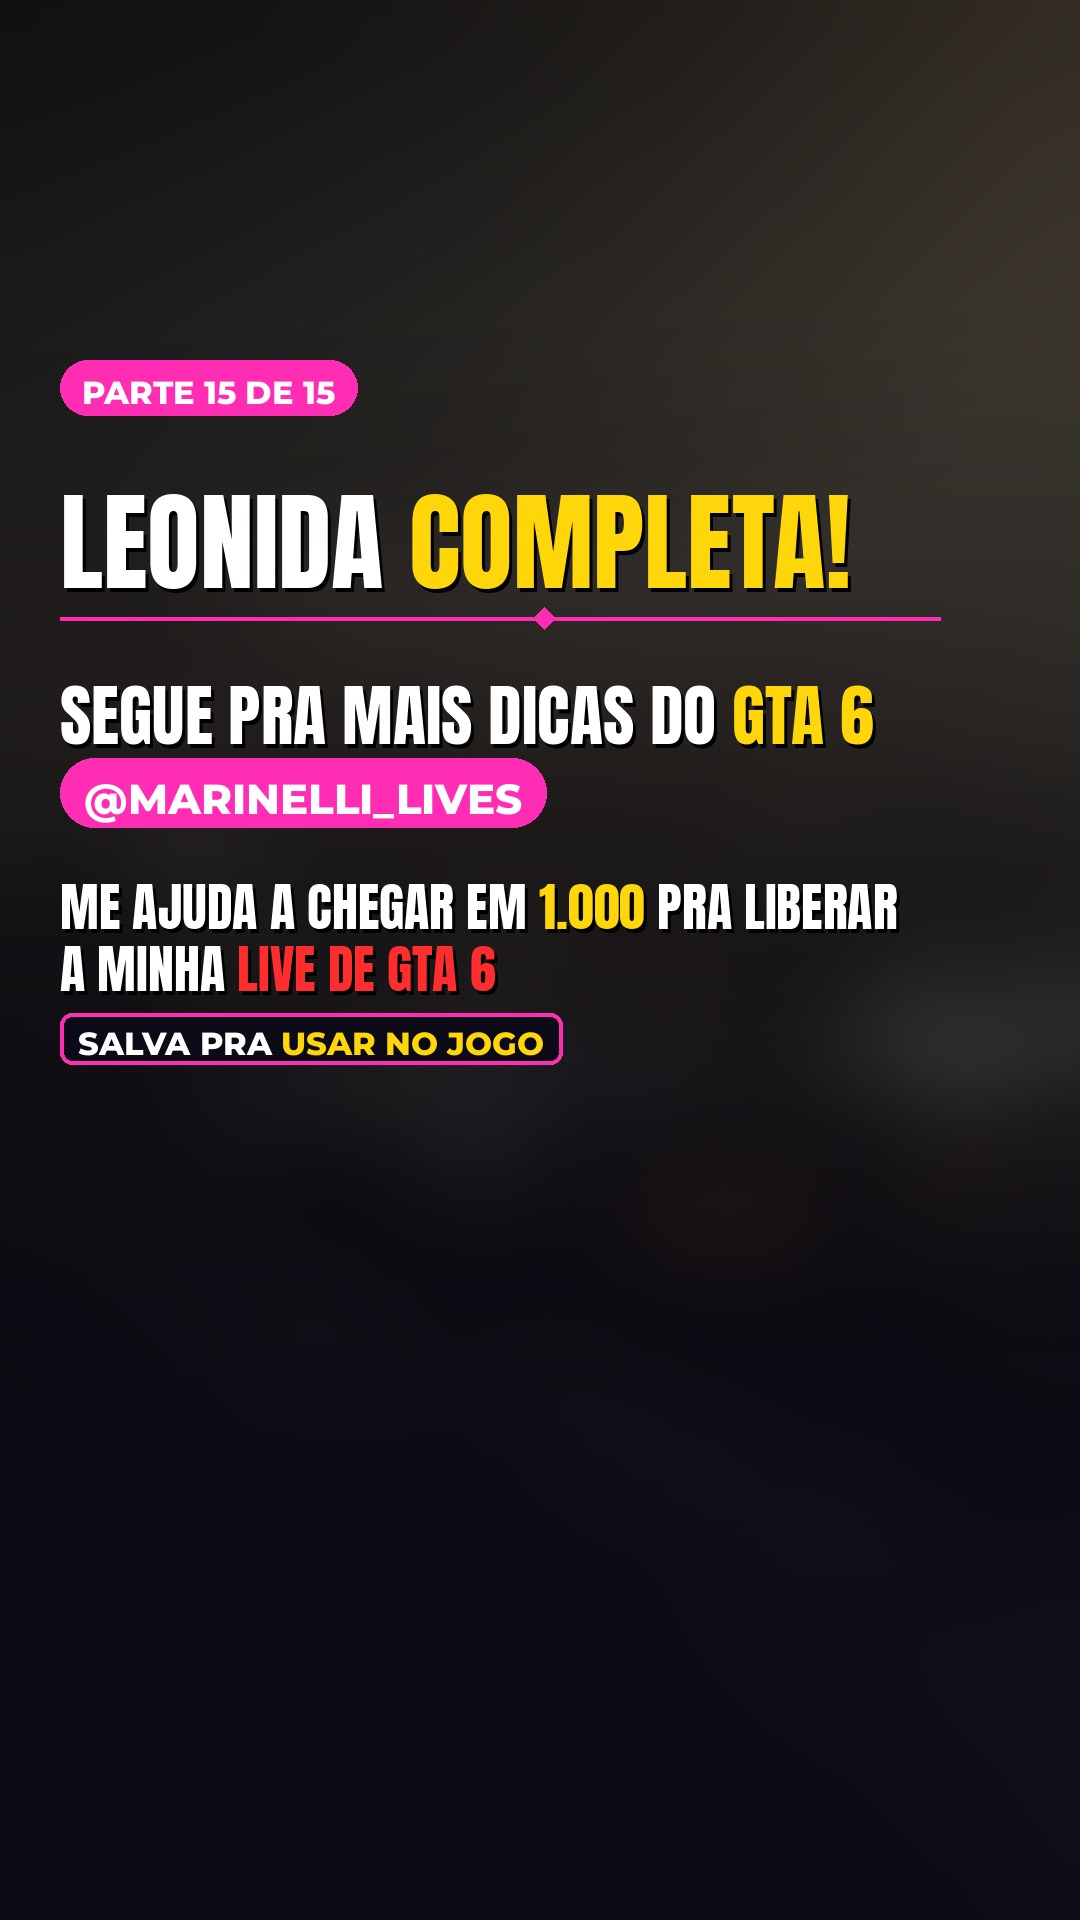 PARTE 15 DE 15
LEONIDA COMPLETA!
SEGUE PRA MAIS DICAS DO GTA 6
@MARINELLI_LIVES
ME AJUDA A CHEGAR EM 1.000 PRA LIBERAR
A MINHA LIVE DE GTA 6
SALVA PRA USAR NO JOGO